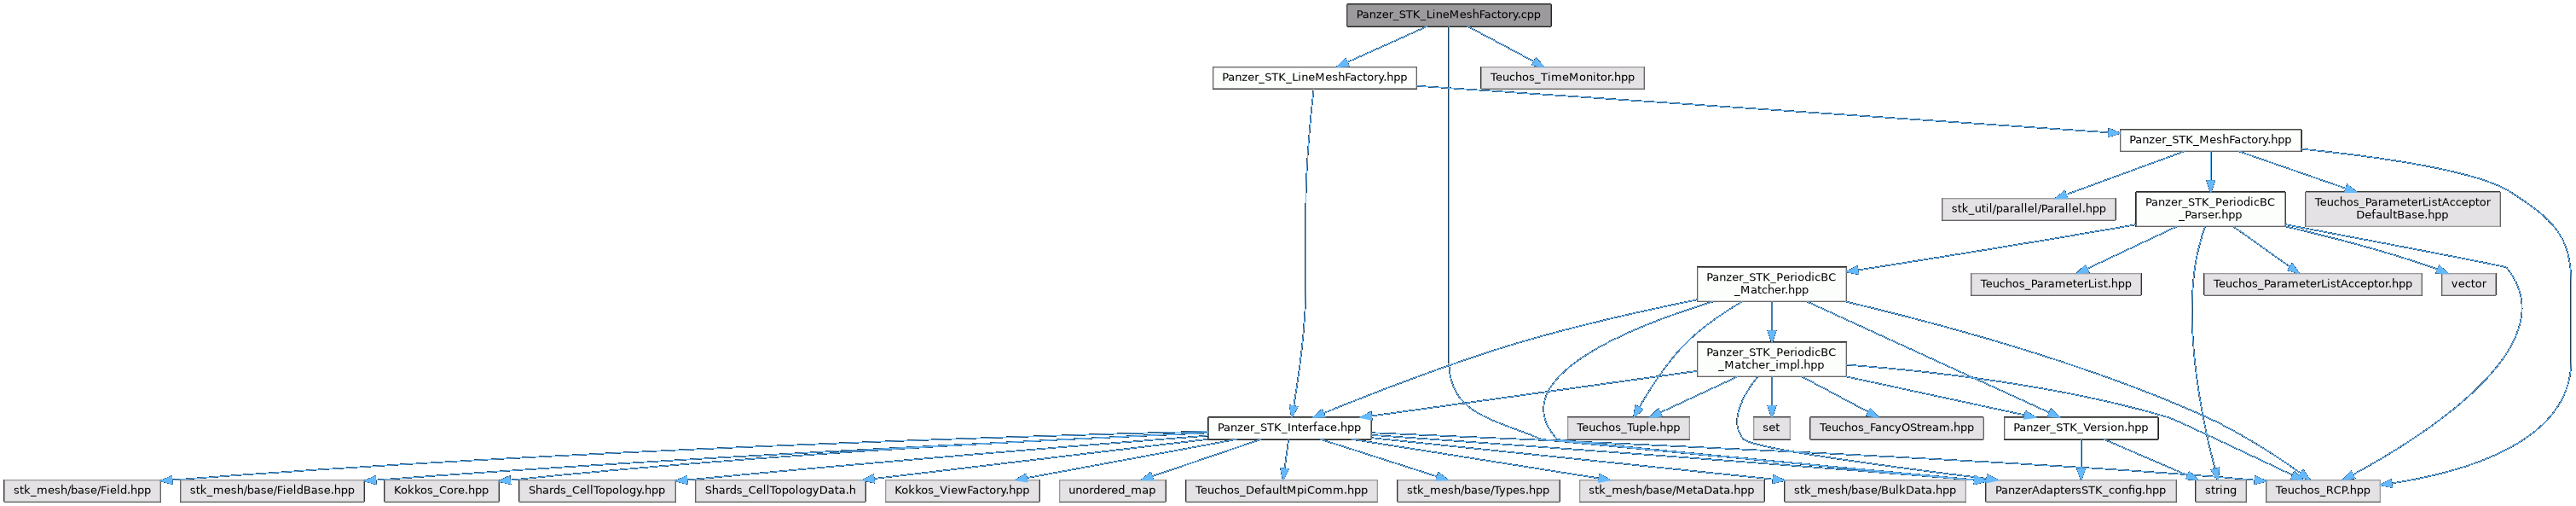 Panzer_STK_LineMeshFactory.cpp
Panzer_STK_LineMeshFactory.hpp
Teuchos_TimeMonitor.hpp
Panzer_STK_MeshFactory.hpp
stk_util/parallel/Parallel.hpp
Panzer_STK_PeriodicBC
_Parser.hpp
Teuchos_ParameterListAcceptor
DefaultBase.hpp
Panzer_STK_PeriodicBC
_Matcher.hpp
Teuchos_ParameterList.hpp
Teuchos_ParameterListAcceptor.hpp
vector
Panzer_STK_PeriodicBC
_Matcher_impl.hpp
Panzer_STK_Interface.hpp
Teuchos_Tuple.hpp
set
Teuchos_FancyOStream.hpp
Panzer_STK_Version.hpp
stk_mesh/base/Field.hpp
stk_mesh/base/FieldBase.hpp
Kokkos_Core.hpp
Shards_CellTopology.hpp
Shards_CellTopologyData.h
Kokkos_ViewFactory.hpp
unordered_map
Teuchos_DefaultMpiComm.hpp
stk_mesh/base/Types.hpp
stk_mesh/base/MetaData.hpp
stk_mesh/base/BulkData.hpp
PanzerAdaptersSTK_config.hpp
string
Teuchos_RCP.hpp